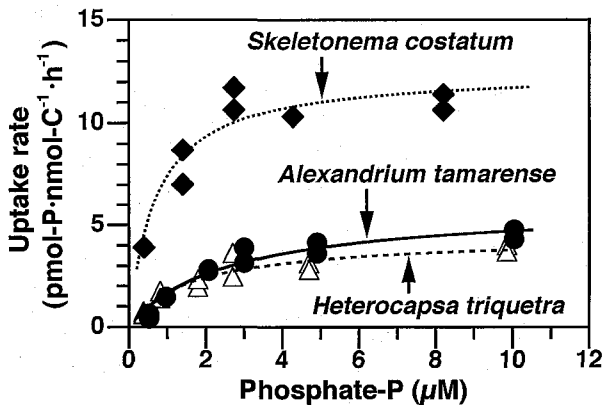 Uptake rate
(pmol-P·nmol-C⁻¹·h⁻¹)
15
10
5
0
Skeletonema costatum
Alexandrium tamarense
Heterocapsa triquetra
0 2 4 6 8 10 12
Phosphate-P (μM)